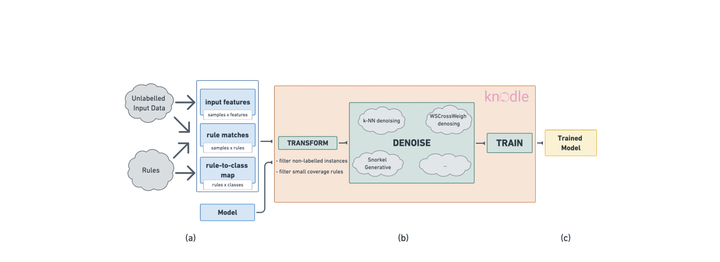 Unlabelled
Input Data
Rules
input features
samples x features
rule matches
samples x rules
rule-to-class
map
rules x classes
Model
knodle
TRANSFORM
- filter non-labelled instances
- filter small coverage rules
k-NN denoising
WSCrossWeigh
denosing
DENOISE
Snorkel
Generative
...
TRAIN
Trained
Model
(a)
(b)
(c)